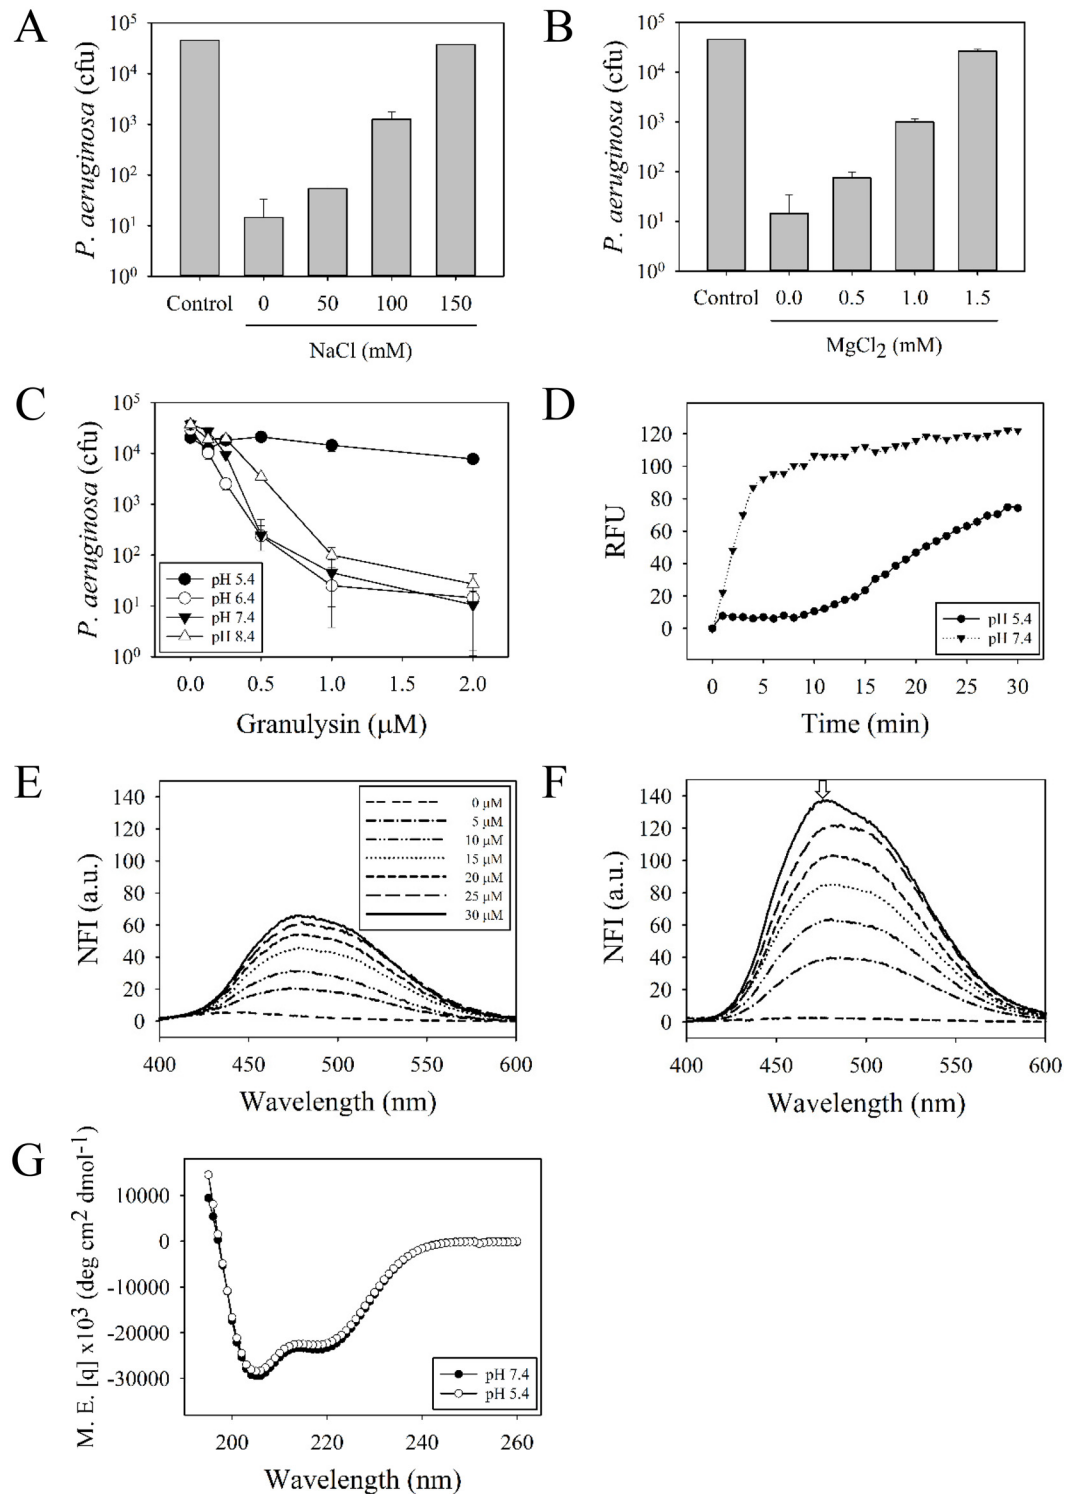 A
P. aeruginosa (cfu)
10⁵
10⁴
10³
10²
10¹
10⁰
Control 0 50 100 150
NaCl (mM)
B
P. aeruginosa (cfu)
10⁵
10⁴
10³
10²
10¹
10⁰
Control 0.0 0.5 1.0 1.5
MgCl₂ (mM)
C
P. aeruginosa (cfu)
10⁵
10⁴
10³
10²
10¹
10⁰
pH 5.4
pH 6.4
pH 7.4
pH 8.4
0.0 0.5 1.0 1.5 2.0
Granulysin (μM)
D
RFU
120
100
80
60
40
20
0
pH 5.4
pH 7.4
0 5 10 15 20 25 30
Time (min)
E
NFI (a.u.)
140
120
100
80
60
40
20
0
0 μM
5 μM
10 μM
15 μM
20 μM
25 μM
30 μM
400 450 500 550 600
Wavelength (nm)
F
NFI (a.u.)
140
120
100
80
60
40
20
0
400 450 500 550 600
Wavelength (nm)
G
M. E. [q] x10³ (deg cm² dmol⁻¹)
10000
0
-10000
-20000
-30000
pH 7.4
pH 5.4
200 220 240 260
Wavelength (nm)